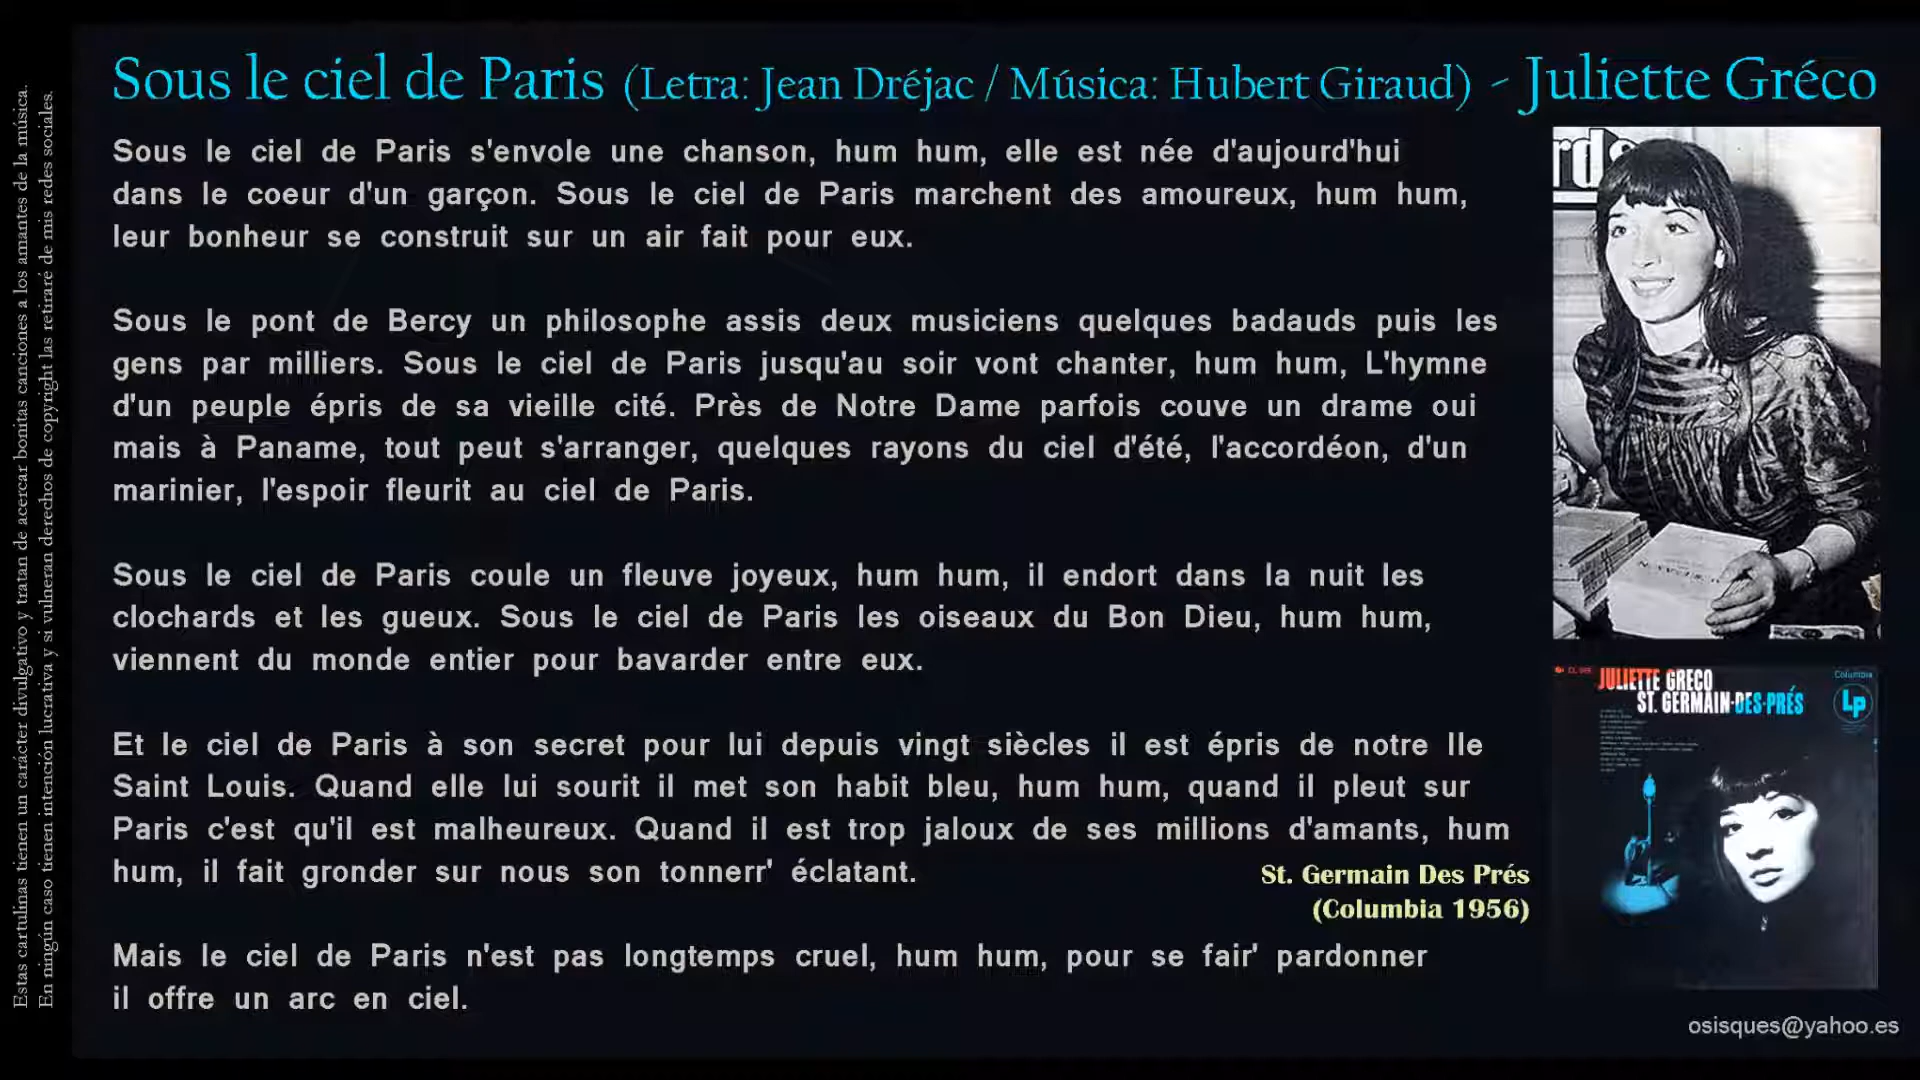 Sous le ciel de Paris (Letra: Jean Dréjac / Música: Hubert Giraud) - Juliette Gréco
Estas cartulinas tienen un carácter divulgativo y tratan de acercar bonitas canciones a los amantes de la música.
En ningún caso tienen intención lucrativa y si vulneran derechos de copyright las retiraré de mis redes sociales.
Sous le ciel de Paris s'envole une chanson, hum hum, elle est née d'aujourd'hui
dans le coeur d'un garçon. Sous le ciel de Paris marchent des amoureux, hum hum,
leur bonheur se construit sur un air fait pour eux.
Sous le pont de Bercy un philosophe assis deux musiciens quelques badauds puis les
gens par milliers. Sous le ciel de Paris jusqu'au soir vont chanter, hum hum, L'hymne
d'un peuple épris de sa vieille cité. Près de Notre Dame parfois couve un drame oui
mais à Paname, tout peut s'arranger, quelques rayons du ciel d'été, l'accordéon, d'un
marinier, l'espoir fleurit au ciel de Paris.
Sous le ciel de Paris coule un fleuve joyeux, hum hum, il endort dans la nuit les
clochards et les gueux. Sous le ciel de Paris les oiseaux du Bon Dieu, hum hum,
viennent du monde entier pour bavarder entre eux.
Et le ciel de Paris à son secret pour lui depuis vingt siècles il est épris de notre Ile
Saint Louis. Quand elle lui sourit il met son habit bleu, hum hum, quand il pleut sur
Paris c'est qu'il est malheureux. Quand il est trop jaloux de ses millions d'amants, hum
hum, il fait gronder sur nous son tonnerr' éclatant.
Mais le ciel de Paris n'est pas longtemps cruel, hum hum, pour se fair' pardonner
il offre un arc en ciel.
St. Germain Des Prés
(Columbia 1956)
JULIETTE GRECO
ST. GERMAIN-DES-PRÉS
Columbia
Lp
osisques@yahoo.es